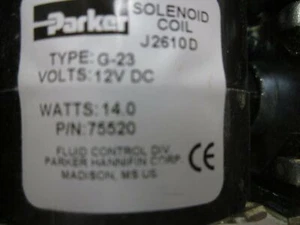 Parker
SOLENOID
COIL
J2610D
TYPE: G-23
VOLTS: 12V DC
WATTS: 14.0
P/N: 75520
FLUID CONTROL DIV.
PARKER HANNIFIN CORP.
MADISON, MS US
CE